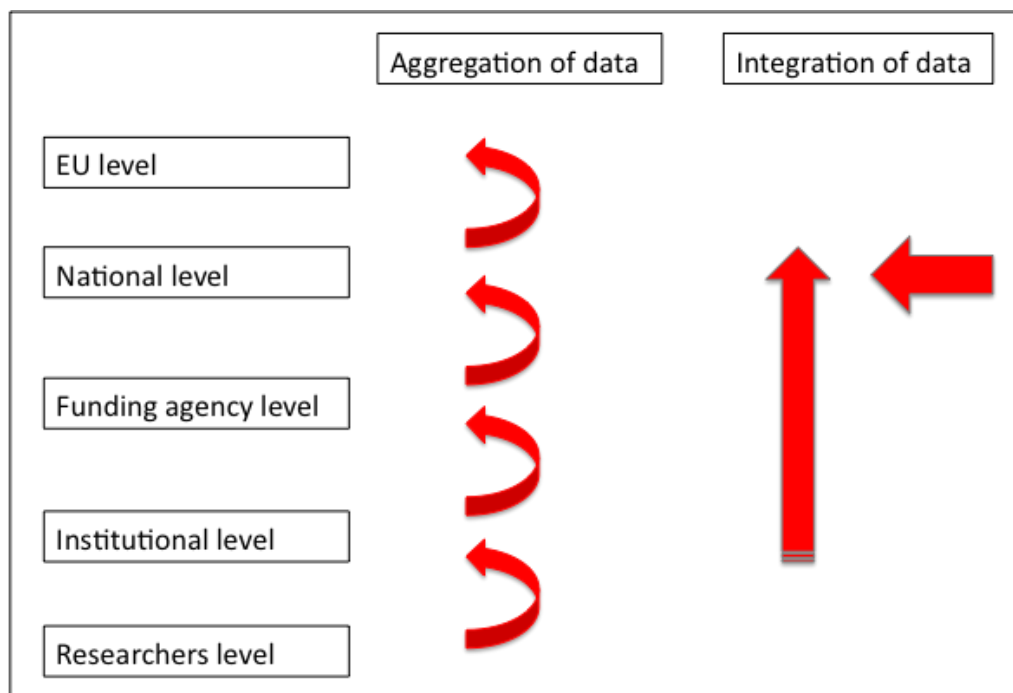 Aggregation of data
Integration of data
EU level
National level
Funding agency level
Institutional level
Researchers level